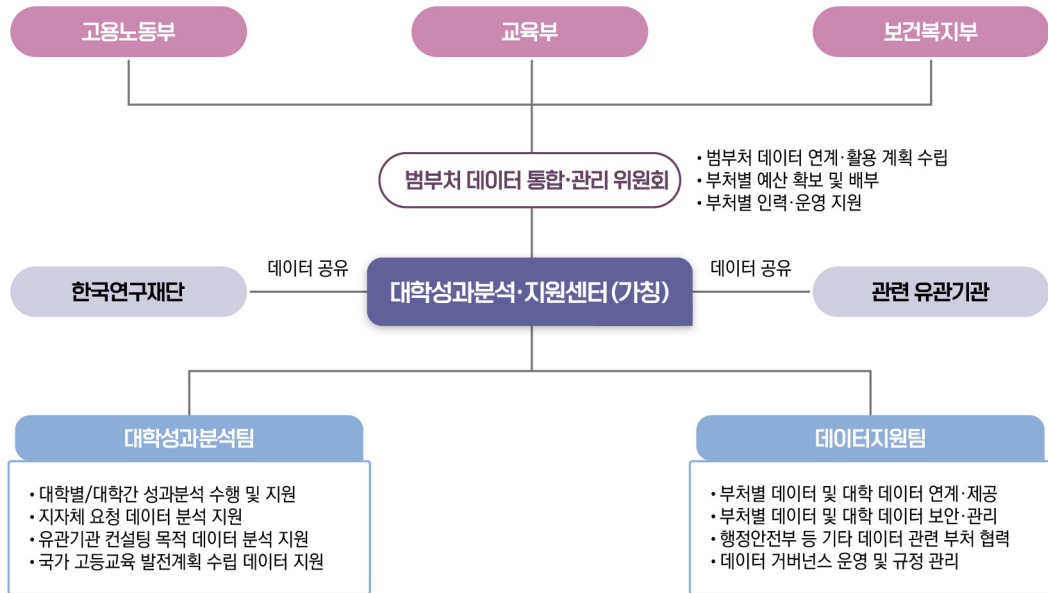 고용노동부
교육부
보건복지부
범부처 데이터 통합·관리 위원회
• 범부처 데이터 연계·활용 계획 수립
• 부처별 예산 확보 및 배부
• 부처별 인력·운영 지원
한국연구재단
데이터 공유
대학성과분석·지원센터(가칭)
데이터 공유
관련 유관기관
대학성과분석팀
• 대학별/대학간 성과분석 수행 및 지원
• 지자체 요청 데이터 분석 지원
• 유관기관 컨설팅 목적 데이터 분석 지원
• 국가 고등교육 발전계획 수립 데이터 지원
데이터지원팀
• 부처별 데이터 및 대학 데이터 연계·제공
• 부처별 데이터 및 대학 데이터 보안·관리
• 행정안전부 등 기타 데이터 관련 부처 협력
• 데이터 거버넌스 운영 및 규정 관리